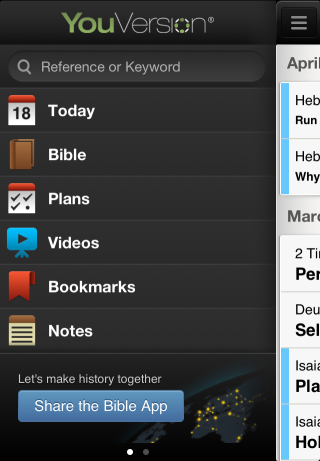 YouVersion®
Reference or Keyword
18 Today
Bible
Plans
Videos
Bookmarks
Notes
Let's make history together
Share the Bible App
April
Heb
Run
Heb
Why
Marc
2 Ti
Per
Deu
Sel
Isaia
Pla
Isaia
Hol